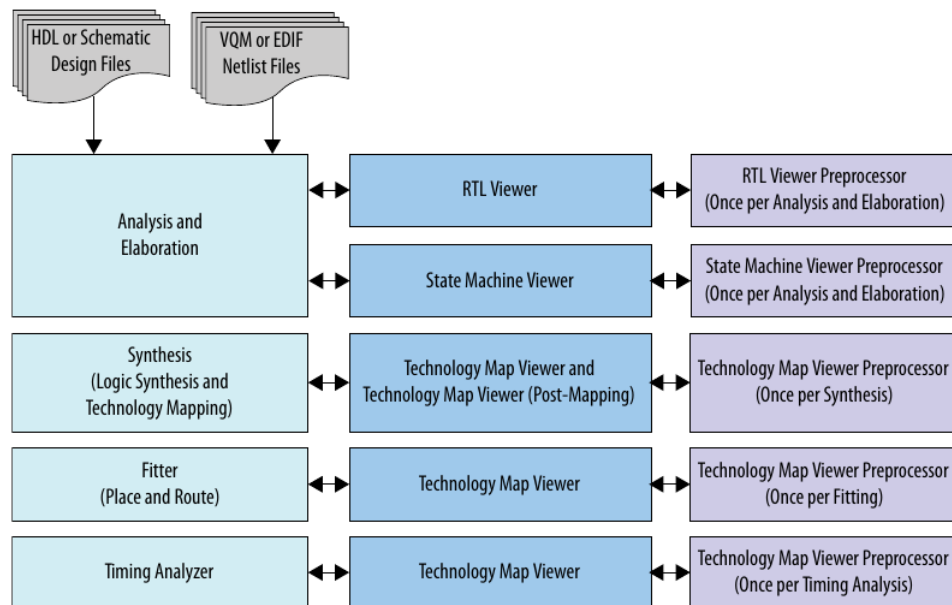 HDL or Schematic
Design Files
VQM or EDIF
Netlist Files
Analysis and
Elaboration
RTL Viewer
RTL Viewer Preprocessor
(Once per Analysis and Elaboration)
State Machine Viewer
State Machine Viewer Preprocessor
(Once per Analysis and Elaboration)
Synthesis
(Logic Synthesis and
Technology Mapping)
Technology Map Viewer and
Technology Map Viewer (Post-Mapping)
Technology Map Viewer Preprocessor
(Once per Synthesis)
Fitter
(Place and Route)
Technology Map Viewer
Technology Map Viewer Preprocessor
(Once per Fitting)
Timing Analyzer
Technology Map Viewer
Technology Map Viewer Preprocessor
(Once per Timing Analysis)